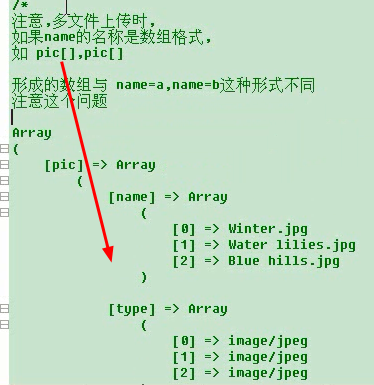 /*
注意,多文件上传时,
如果name的名称是数组格式,
如 pic[],pic[]
形成的数组与 name=a,name=b这种形式不同
注意这个问题
Array
(
[pic] => Array
(
[name] => Array
(
[0] => Winter.jpg
[1] => Water lilies.jpg
[2] => Blue hills.jpg
)
[type] => Array
(
[0] => image/jpeg
[1] => image/jpeg
[2] => image/jpeg